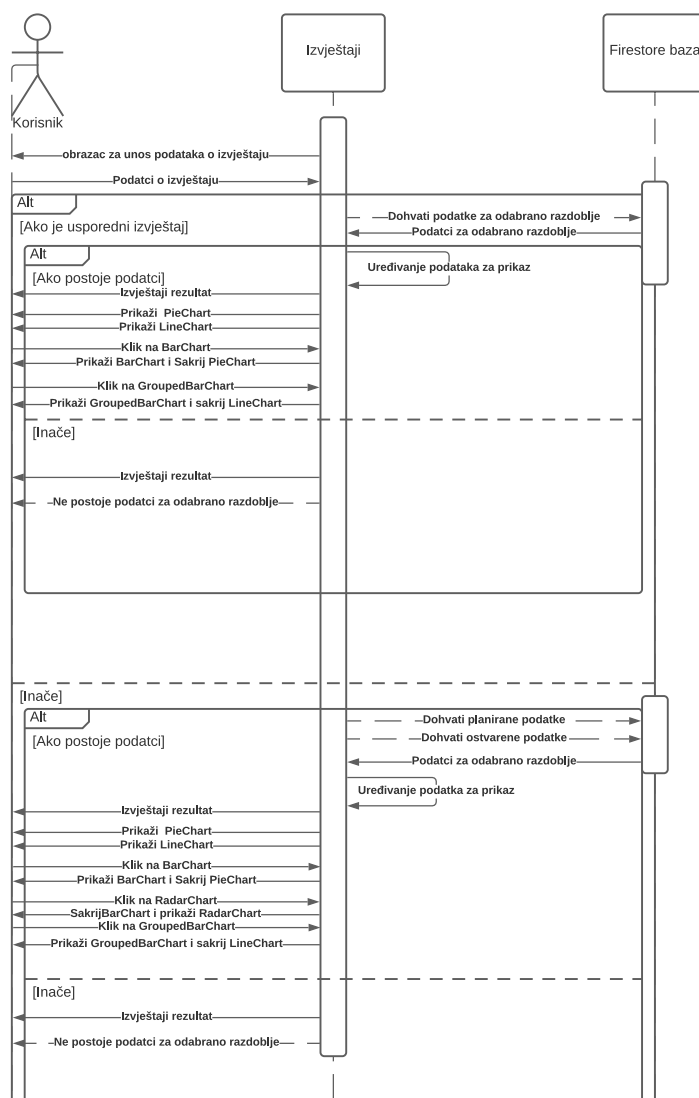 Izvještaji
Firestore baza
Korisnik
obrazac za unos podataka o izvještaju
Podatci o izvještaju
Alt
[Ako je usporedni izvještaj]
Dohvati podatke za odabrano razdoblje
Podatci za odabrano razdoblje
Alt
[Ako postoje podatci]
Uređivanje podataka za prikaz
Izvještaji rezultat
Prikaži PieChart
Prikaži LineChart
Klik na BarChart
Prikaži BarChart i Sakrij PieChart
Klik na GroupedBarChart
Prikaži GroupedBarChart i sakrij LineChart
[Inače]
Izvještaji rezultat
Ne postoje podatci za odabrano razdoblje
[Inače]
Alt
[Ako postoje podatci]
Dohvati planirane podatke
Dohvati ostvarene podatke
Podatci za odabrano razdoblje
Uređivanje podatka za prikaz
Izvještaji rezultat
Prikaži PieChart
Prikaži LineChart
Klik na BarChart
Prikaži BarChart i Sakrij PieChart
Klik na RadarChart
SakrijBarChart i prikaži RadarChart
Klik na GroupedBarChart
Prikaži GroupedBarChart i sakrij LineChart
[Inače]
Izvještaji rezultat
Ne postoje podatci za odabrano razdoblje